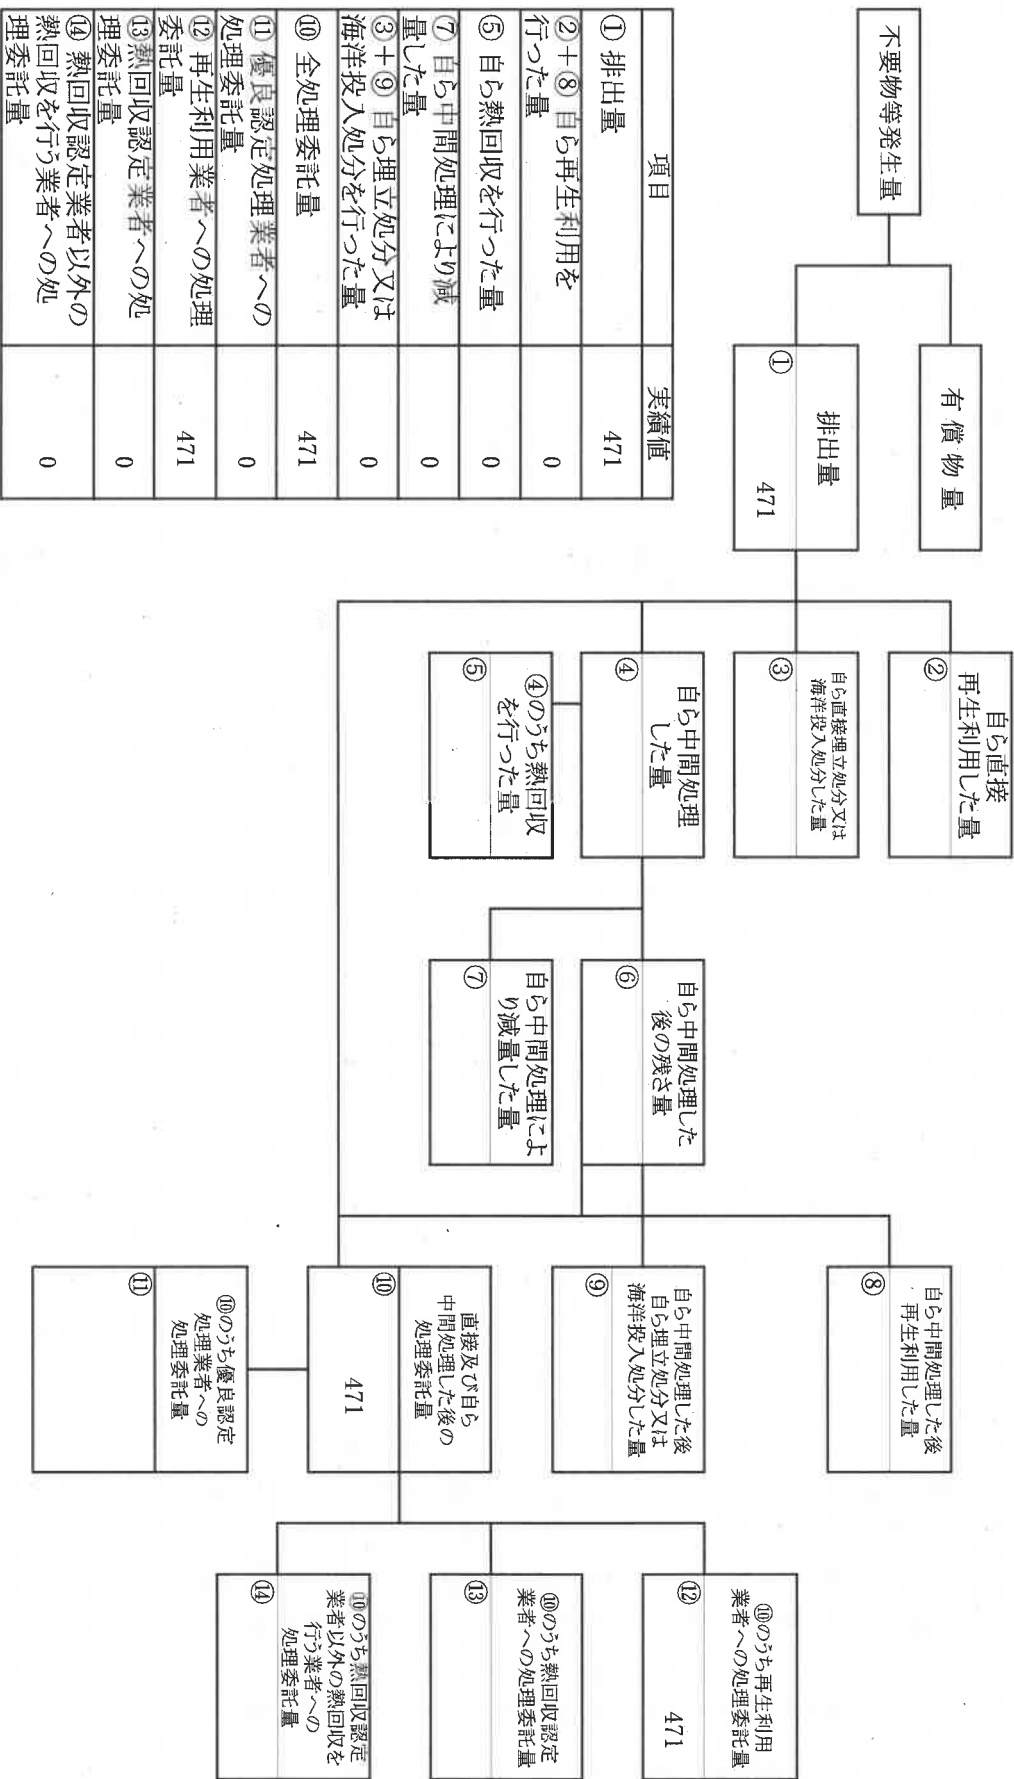 不要物等発生量
有償物量
排出量
①
471
自ら直接
再生利用した量
②
自ら直接埋立処分又は
海洋投入処分した量
③
自ら中間処理
した量
④
④のうち熱回収
を行った量
⑤
自ら中間処理した
後の残さ量
⑥
自ら中間処理によ
り減量した量
⑦
自ら中間処理した後
再生利用した量
⑧
自ら中間処理した後
自ら埋立処分又は
海洋投入処分した量
⑨
直接及び自ら
中間処理した後の
処理委託量
⑩
471
⑩のうち優良認定
処理業者への
処理委託量
⑪
⑩のうち再生利用
業者への処理委託量
⑫
471
⑩のうち熱回収認定
業者への処理委託量
⑬
⑩のうち熱回収認定
業者以外の熱回収を
行う業者への
処理委託量
⑭
項目 実績値
① 排出量 471
②+⑧ 自ら再生利用を
行った量 0
⑤ 自ら熱回収を行った量 0
⑦ 自ら中間処理により減
量した量 0
③+⑨ 自ら埋立処分又は
海洋投入処分を行った量 0
⑩ 全処理委託量 471
⑪ 優良認定処理業者への
処理委託量 0
⑫ 再生利用業者への処理
委託量 471
⑬熱回収認定業者への処
理委託量 0
⑭ 熱回収認定業者以外の
熱回収を行う業者への処
理委託量 0